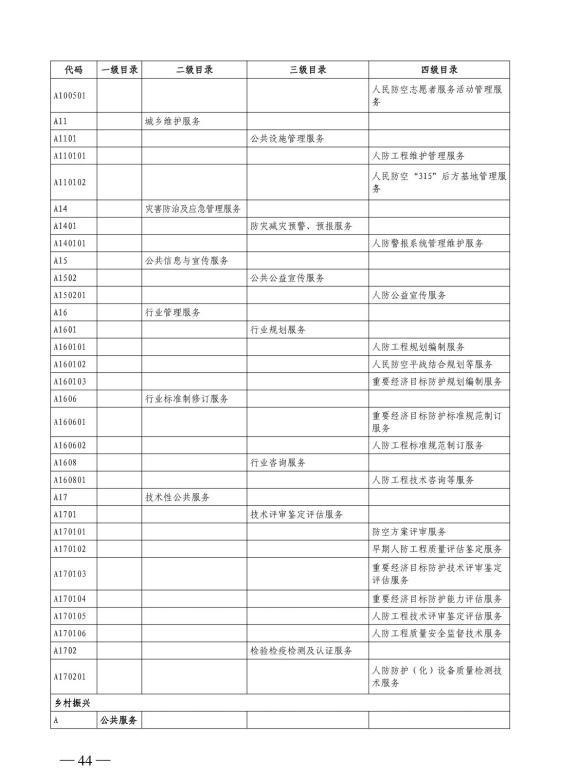 代码 一级目录 二级目录 三级目录 四级目录
A100501 人民防空志愿者服务活动管理服
务
A11 城乡维护服务
A1101 公共设施管理服务
A110101 人防工程维护管理服务
A110102 人民防空“315”后方基地管理服
务
A14 灾害防治及应急管理服务
A1401 防灾减灾预警、预报服务
A140101 人防警报系统管理维护服务
A15 公共信息与宣传服务
A1502 公共公益宣传服务
A150201 人防公益宣传服务
A16 行业管理服务
A1601 行业规划服务
A160101 人防工程规划编制服务
A160102 人民防空平战结合规划等服务
A160103 重要经济目标防护规划编制服务
A1606 行业标准制修订服务
A160601 重要经济目标防护标准规范制订
服务
A160602 人防工程标准规范制订服务
A1608 行业咨询服务
A160801 人防工程技术咨询等服务
A17 技术性公共服务
A1701 技术评审鉴定评估服务
A170101 防空方案评审服务
A170102 早期人防工程质量评估鉴定服务
A170103 重要经济目标防护技术评审鉴定
评估服务
A170104 重要经济目标防护能力评估服务
A170105 人防工程技术评审鉴定评估服务
A170106 人防工程质量安全监督技术服务
A1702 检验检疫检测及认证服务
A170201 人防防护（化）设备质量检测技
术服务
乡村振兴
A 公共服务
— 44 —